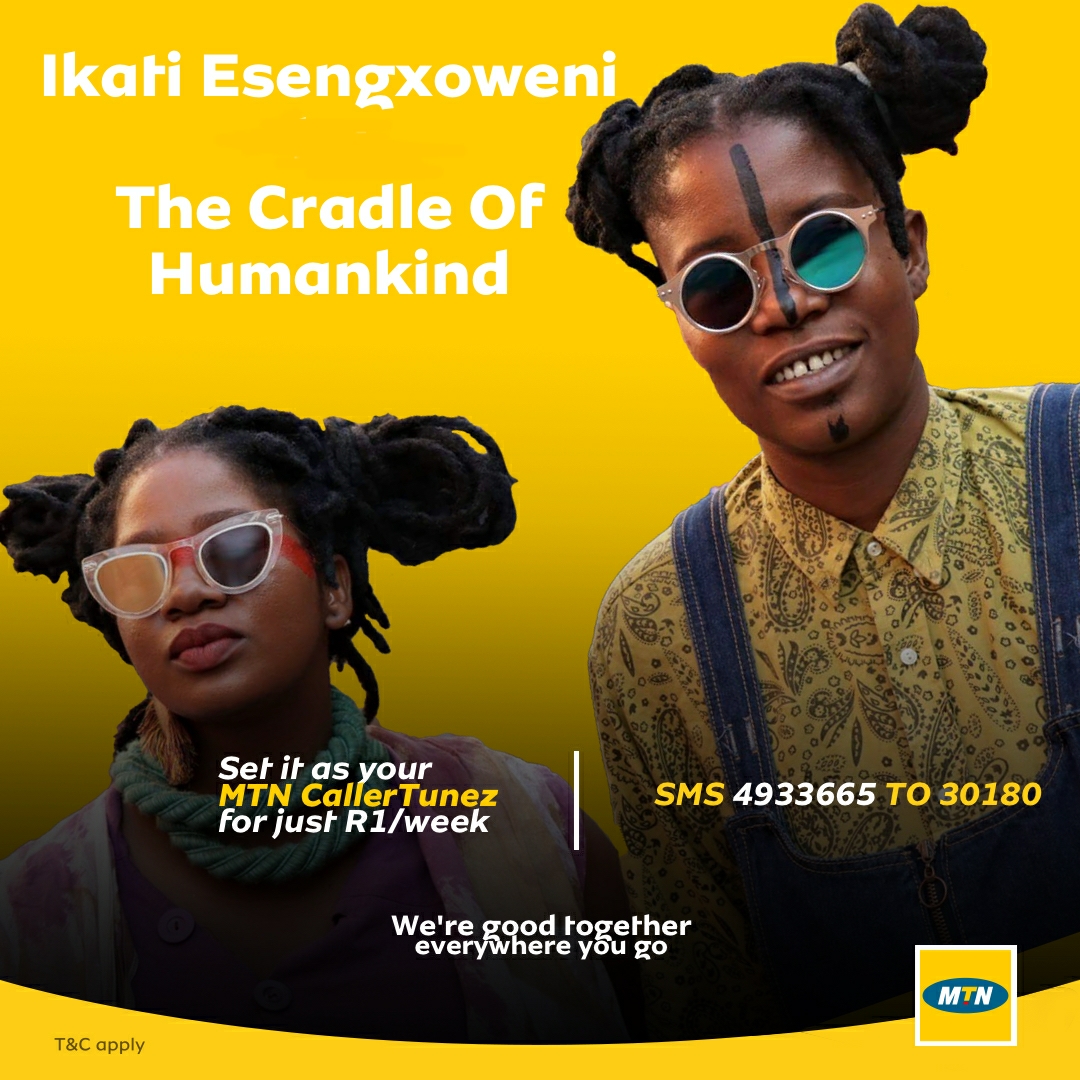 Ikati Esengxoweni
The Cradle Of
Humankind
Set it as your
MTN CallerTunez
for just R1/week
SMS 4933665 TO 30180
We're good together
everywhere you go
MTN
T&C apply